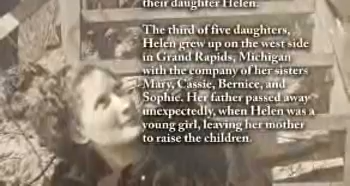 their daughter Helen.
The third of five daughters,
Helen grew up on the west side
in Grand Rapids, Michigan
with the company of her sisters
Mary, Cassie, Bernice, and
Sophie. Her father passed away
unexpectedly, when Helen was a
young girl, leaving her mother
to raise the children.